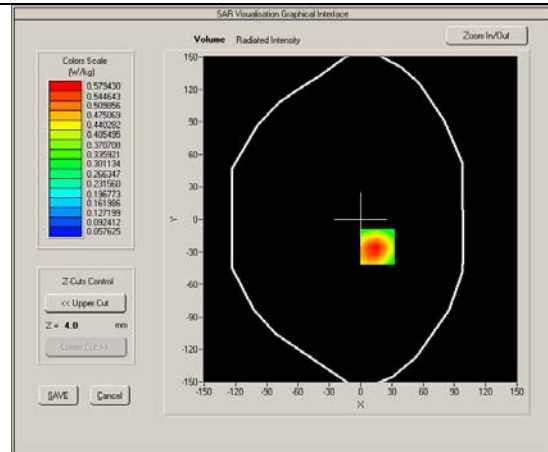 SAR Visualisation Graphical Interface
Volume Radiated Intensity
Zoom In/Out
Colors Scale
(W/kg)
0.579430
0.544643
0.509856
0.475069
0.440282
0.405495
0.370708
0.335921
0.301134
0.266347
0.231560
0.196773
0.161986
0.127199
0.092412
0.057625
Z-Cuts Control
<< Upper Cut
Z = 4.0 mm
Lower Cut >>
SAVE Cancel
Y
150
120
90
60
30
0
-30
-60
-90
-120
-150
-150 -120 -90 -60 -30 0 30 60 90 120 150
X